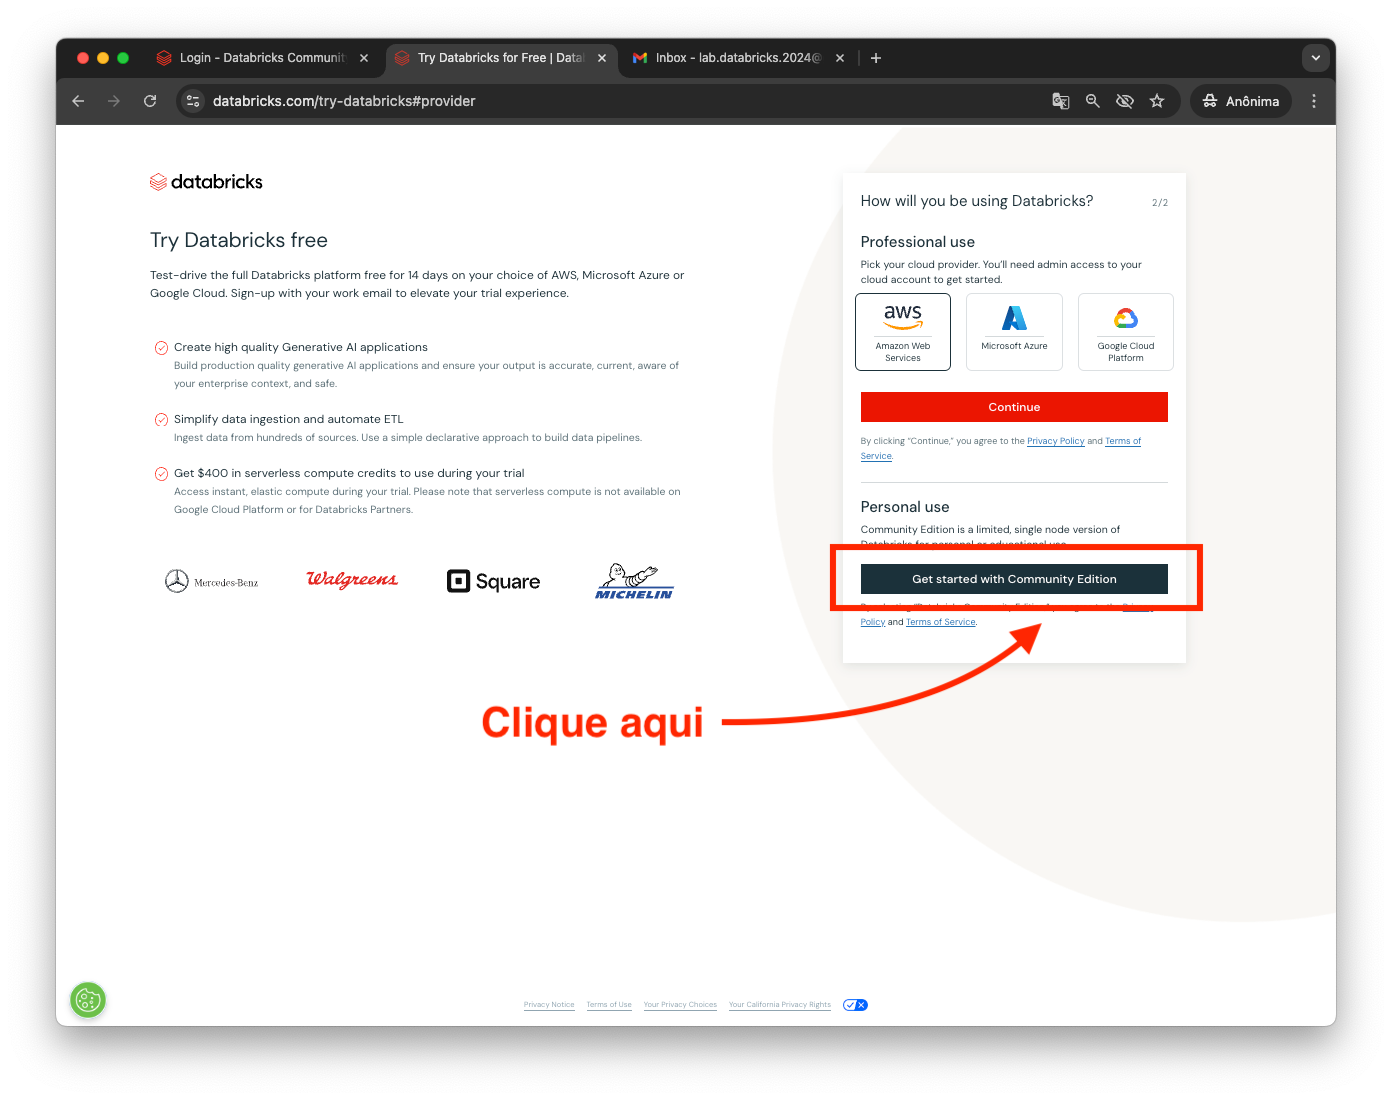 Login - Databricks Communit
Try Databricks for Free | Data
Inbox - lab.databricks.2024@
databricks.com/try-databricks#provider
Anônima
databricks
Try Databricks free
Test-drive the full Databricks platform free for 14 days on your choice of AWS, Microsoft Azure or
Google Cloud. Sign-up with your work email to elevate your trial experience.
Create high quality Generative AI applications
Build production quality generative AI applications and ensure your output is accurate, current, aware of
your enterprise context, and safe.
Simplify data ingestion and automate ETL
Ingest data from hundreds of sources. Use a simple declarative approach to build data pipelines.
Get $400 in serverless compute credits to use during your trial
Access instant, elastic compute during your trial. Please note that serverless compute is not available on
Google Cloud Platform or for Databricks Partners.
Mercedes-Benz
Walgreens
Square
MICHELIN
How will you be using Databricks?
2/2
Professional use
Pick your cloud provider. You'll need admin access to your
cloud account to get started.
aws
Amazon Web
Services
Microsoft Azure
Google Cloud
Platform
Continue
By clicking "Continue," you agree to the Privacy Policy and Terms of
Service.
Personal use
Community Edition is a limited, single node version of
Databricks for personal or educational use.
Get started with Community Edition
Policy and Terms of Service.
Clique aqui
Privacy Notice
Terms of Use
Your Privacy Choices
Your California Privacy Rights